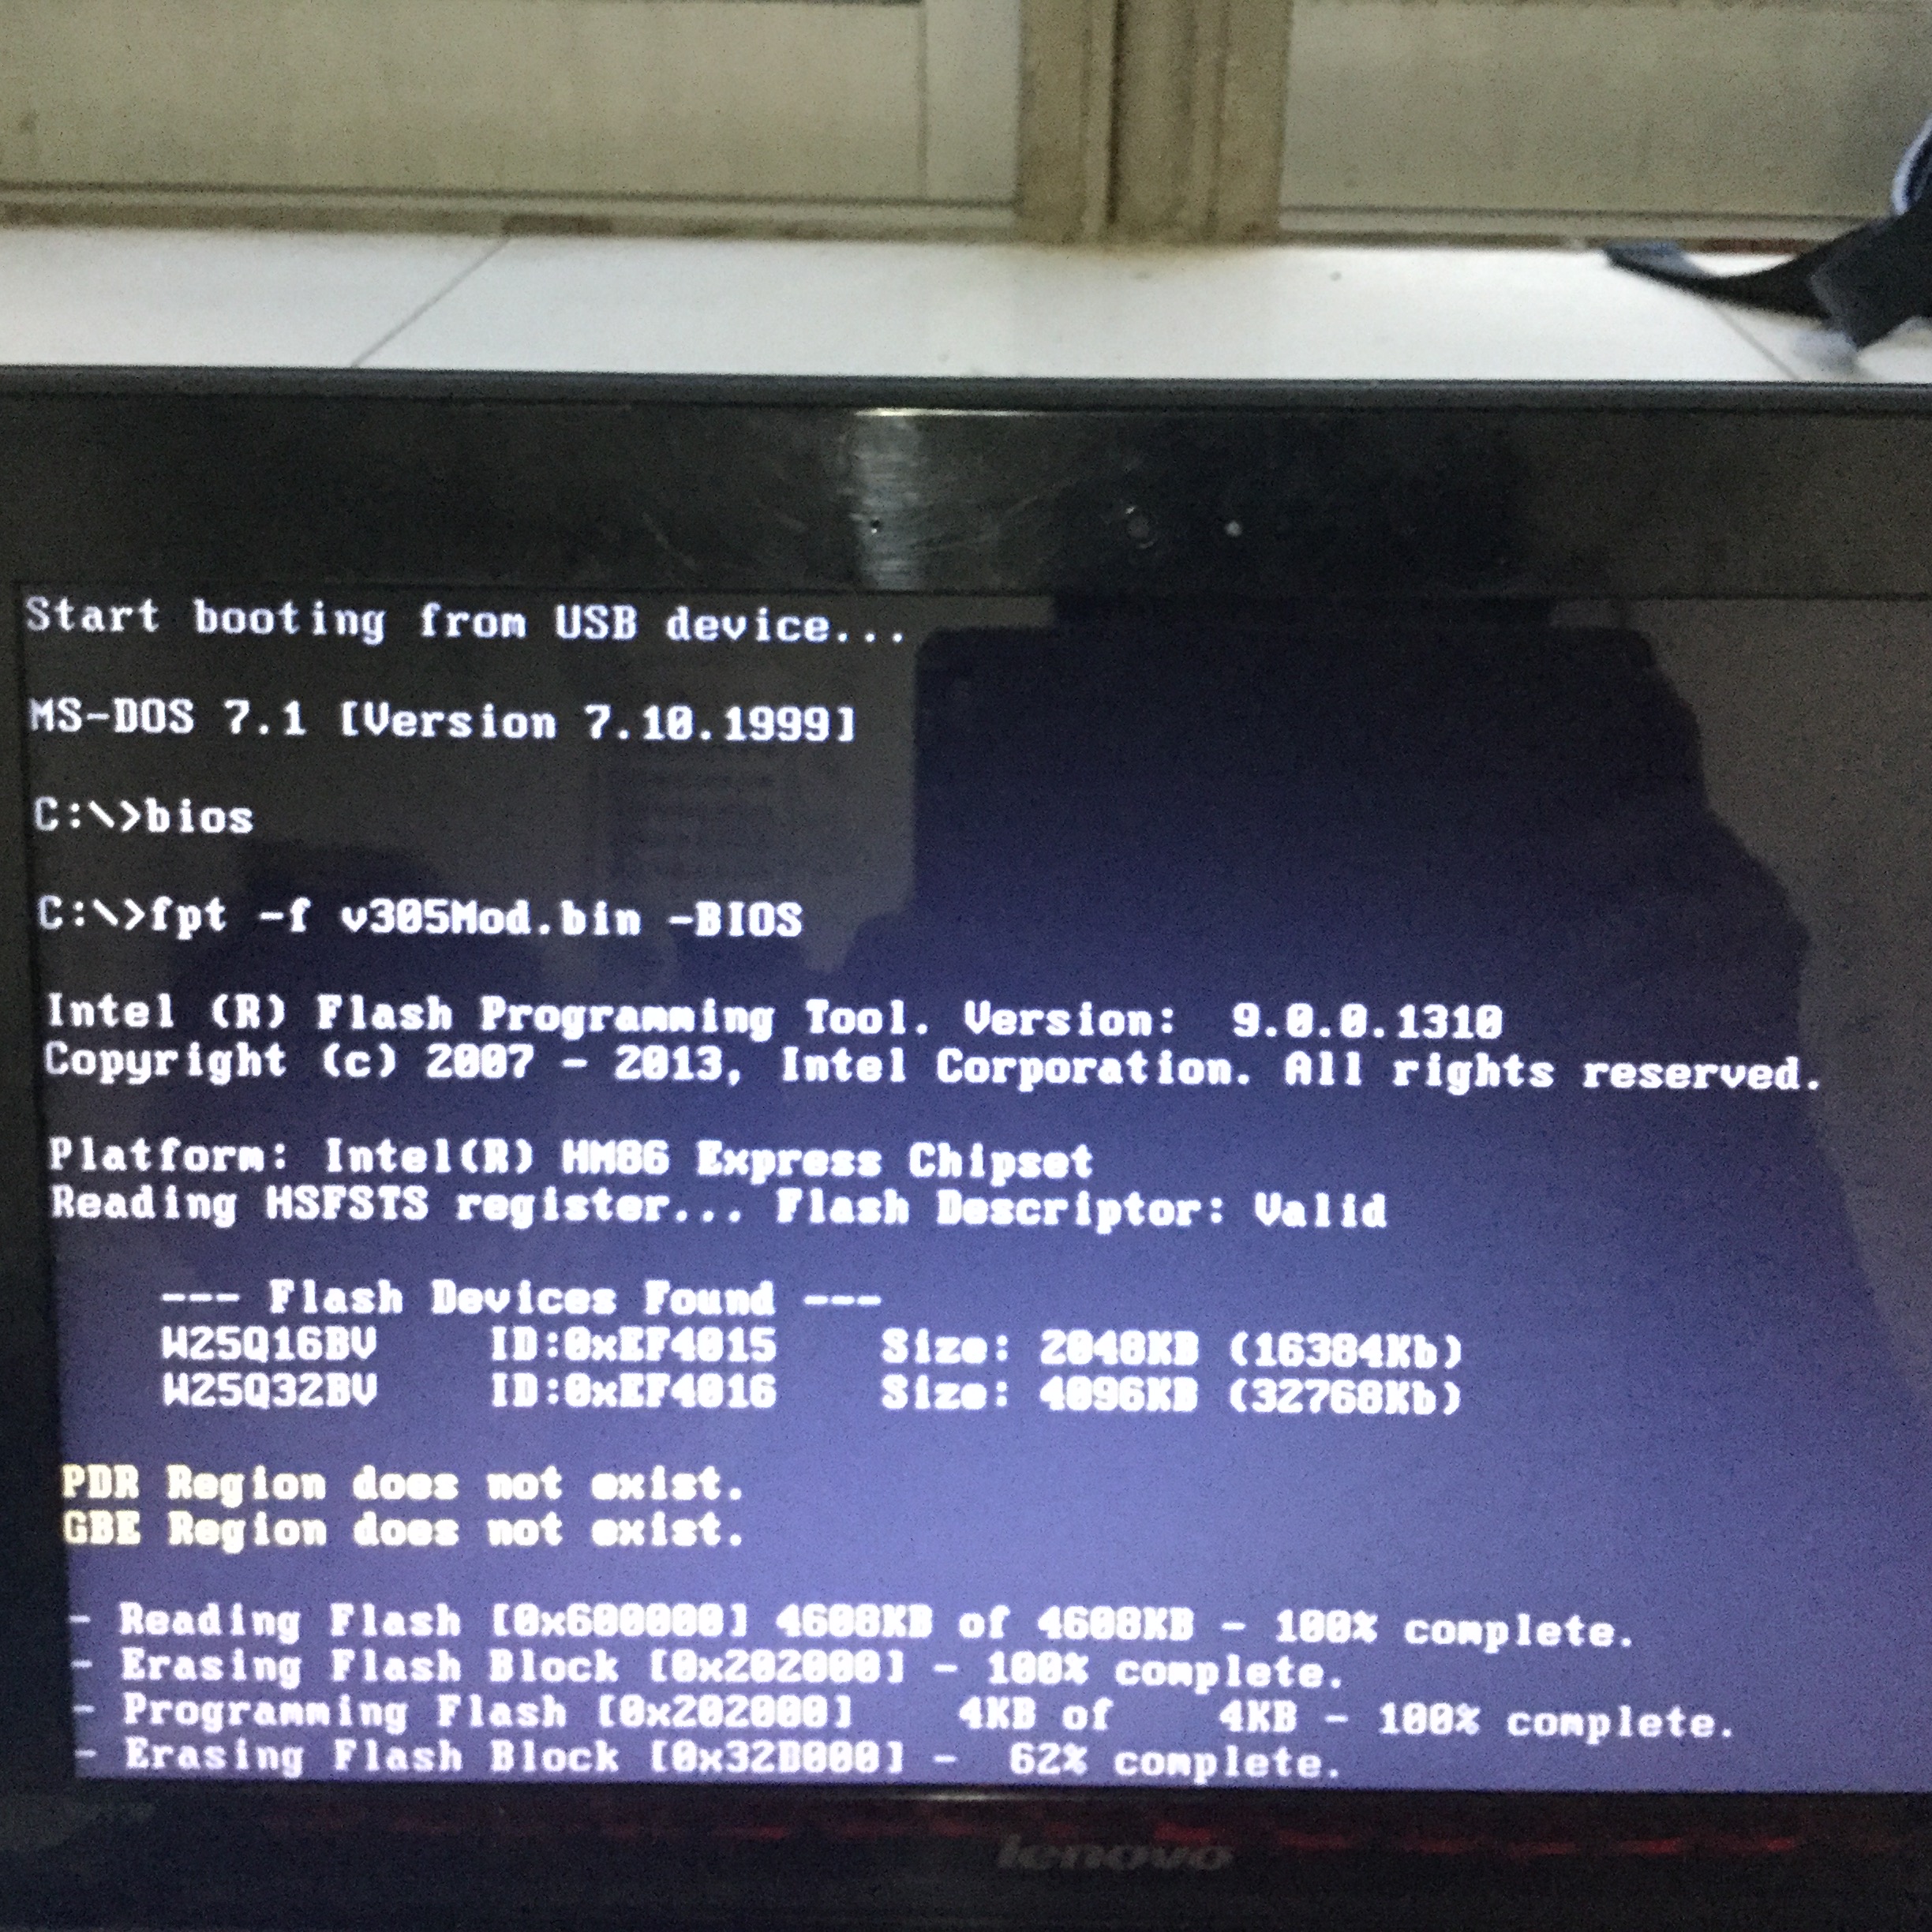 Start booting from USB device...
MS-DOS 7.1 [Version 7.10.1999]
C:\>bios
C:\>fpt -f v305Mod.bin -BIOS
Intel (R) Flash Programming Tool. Version:  9.0.0.1310
Copyright (c) 2007 - 2013, Intel Corporation. All rights reserved.
Platform: Intel(R) HM86 Express Chipset
Reading HSFSTS register... Flash Descriptor: Valid
--- Flash Devices Found ---
W25Q16BV    ID:0xEF4015    Size: 2048KB (16384Kb)
W25Q32BV    ID:0xEF4016    Size: 4096KB (32768Kb)
PDR Region does not exist.
GBE Region does not exist.
- Reading Flash [0x600000] 4608KB of 4608KB - 100% complete.
- Erasing Flash Block [0x202000] - 100% complete.
- Programming Flash [0x202000]    4KB of    4KB - 100% complete.
- Erasing Flash Block [0x32B000] -  62% complete.
lenovo